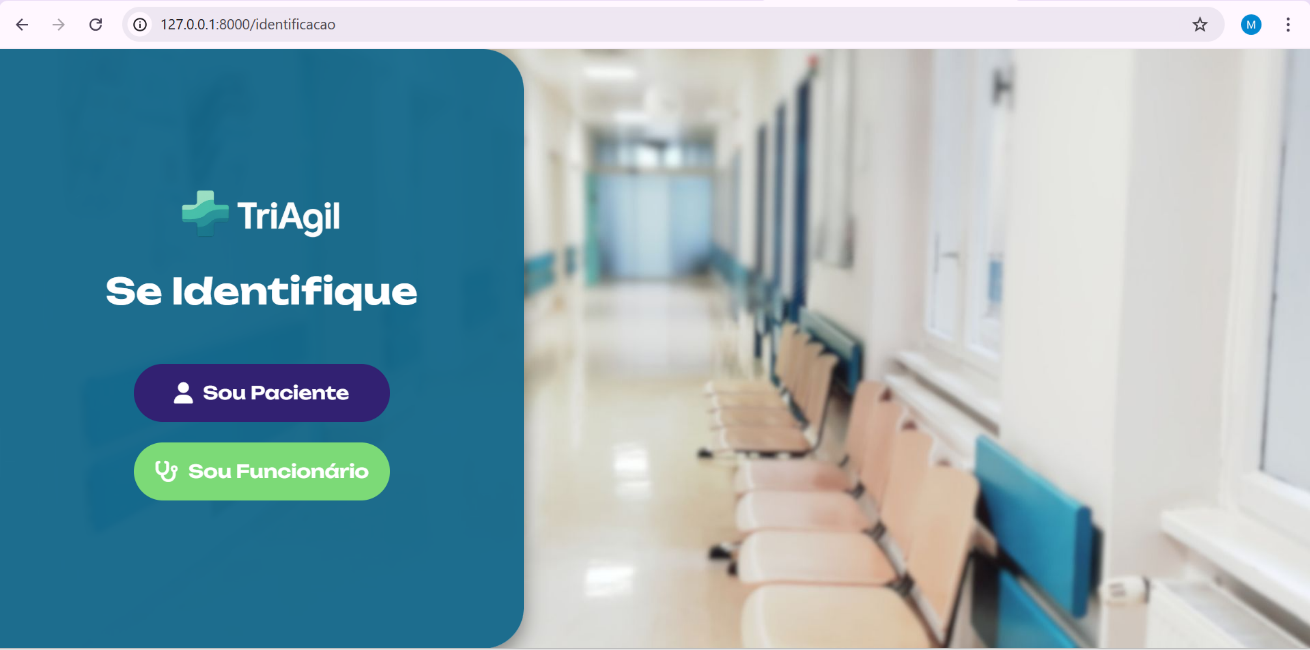 127.0.0.1:8000/identificacao
M
TriAgil
Se Identifique
Sou Paciente
Sou Funcionário